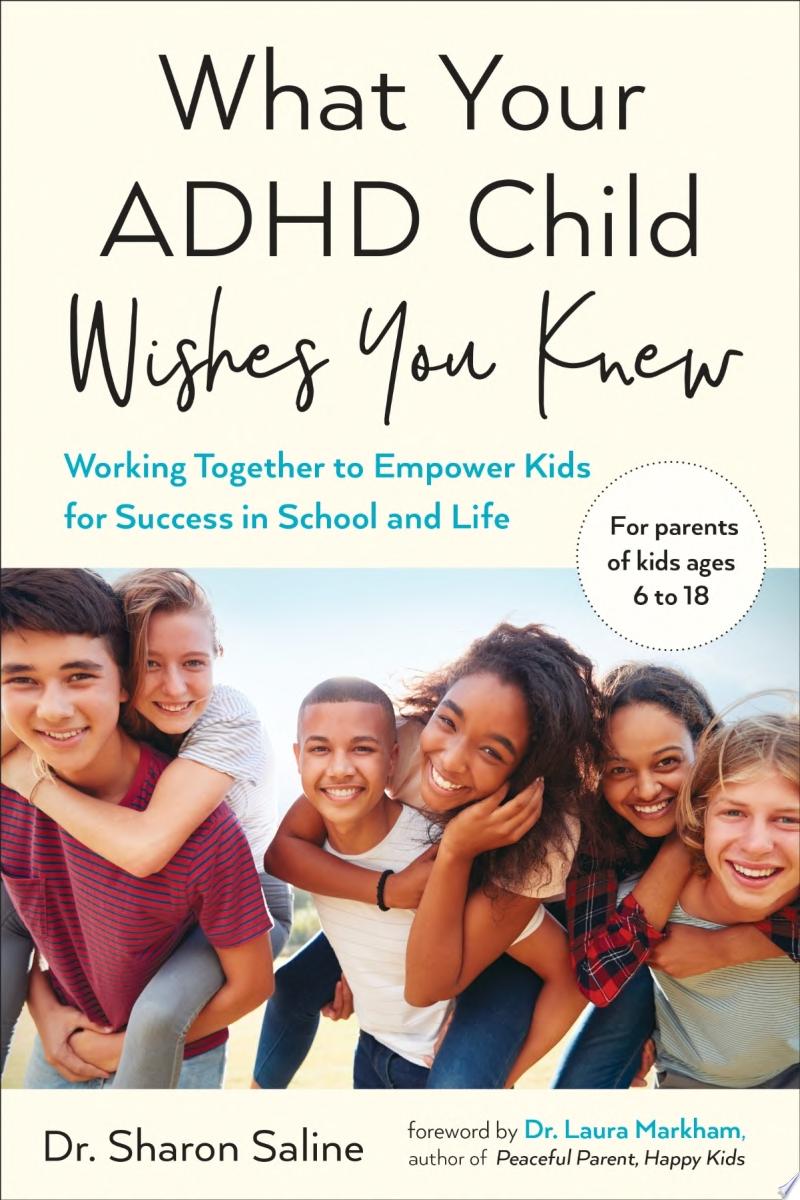 What Your
ADHD Child
Wishes You Knew
Working Together to Empower Kids
for Success in School and Life
For parents
of kids ages
6 to 18
Dr. Sharon Saline
foreword by Dr. Laura Markham,
author of Peaceful Parent, Happy Kids